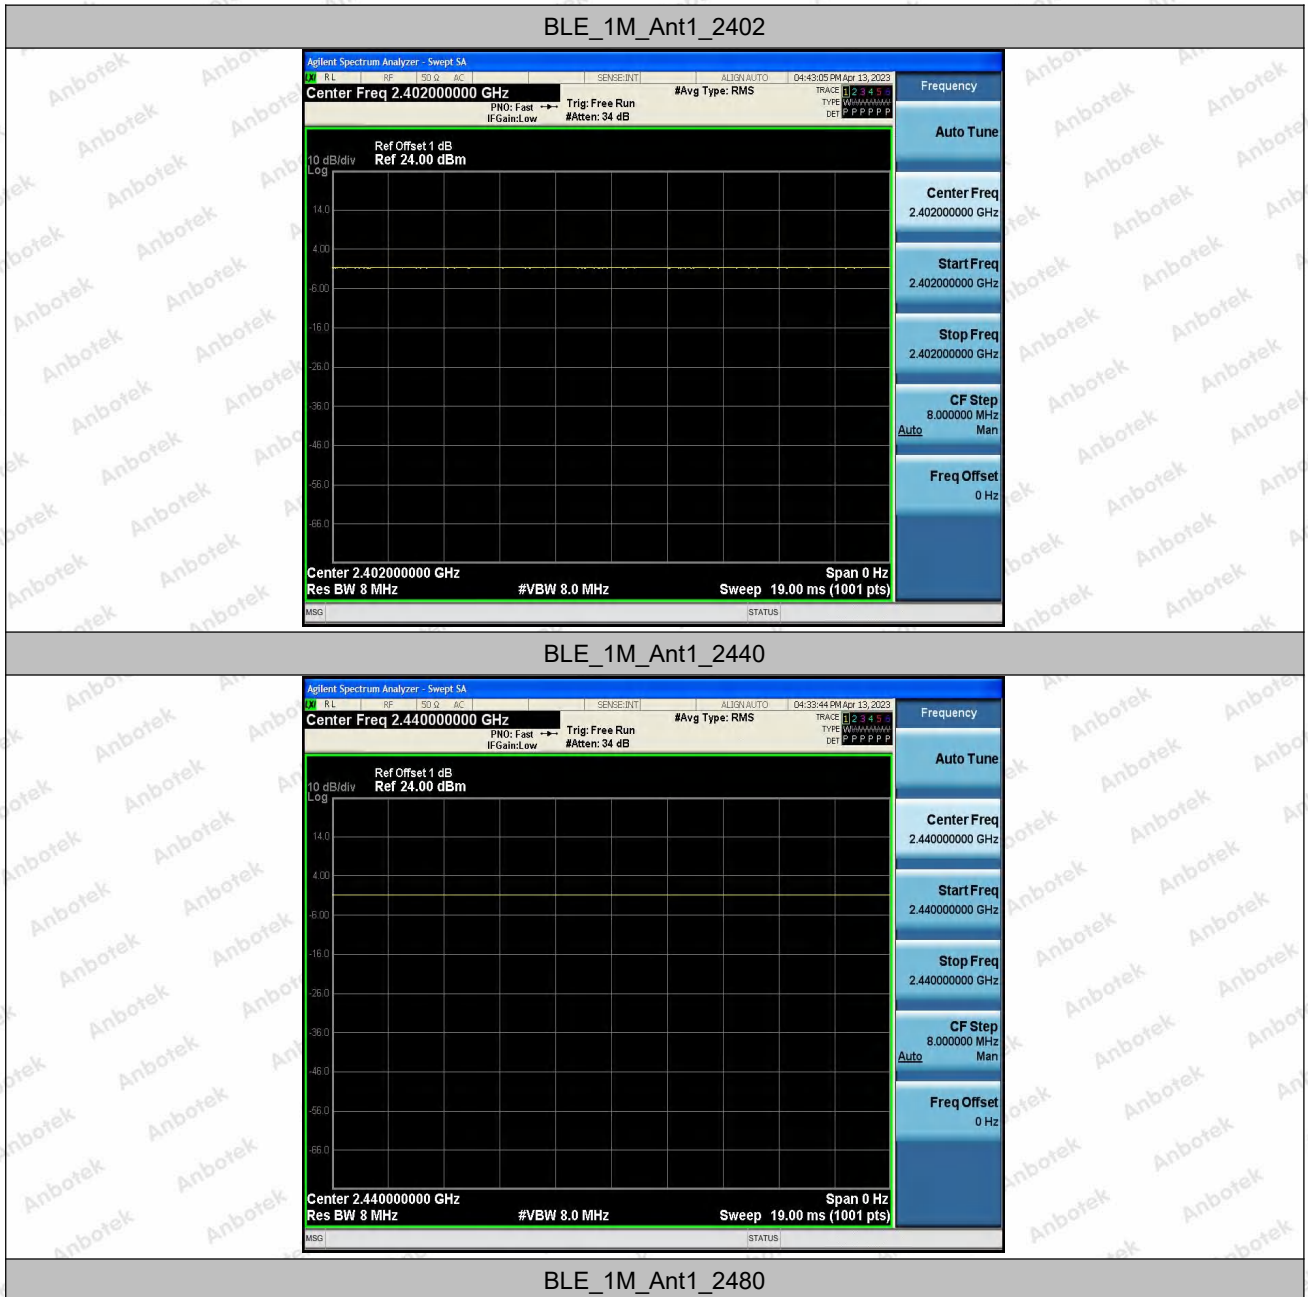 BLE_1M_Ant1_2402
Agilent Spectrum Analyzer - Swept SA
LXI RL RF 50 Ω AC SENSE:INT ALIGNAUTO 04:43:05 PM Apr 13, 2023
Center Freq 2.402000000 GHz
#Avg Type: RMS
TRACE 1 2 3 4 5 6
PNO: Fast Trig: Free Run
TYPE WWWWWW
IFGain:Low #Atten: 34 dB
DET P P P P P P
Ref Offset 1 dB
10 dB/div Ref 24.00 dBm
Log
14.0
4.00
-6.00
-16.0
-26.0
-36.0
-46.0
-56.0
-66.0
Center 2.402000000 GHz Span 0 Hz
Res BW 8 MHz #VBW 8.0 MHz Sweep 19.00 ms (1001 pts)
MSG STATUS
Frequency
Auto Tune
Center Freq
2.402000000 GHz
Start Freq
2.402000000 GHz
Stop Freq
2.402000000 GHz
CF Step
8.000000 MHz
Auto Man
Freq Offset
0 Hz
BLE_1M_Ant1_2440
Agilent Spectrum Analyzer - Swept SA
LXI RL RF 50 Ω AC SENSE:INT ALIGNAUTO 04:33:44 PM Apr 13, 2023
Center Freq 2.440000000 GHz
#Avg Type: RMS
TRACE 1 2 3 4 5 6
PNO: Fast Trig: Free Run
TYPE WWWWWW
IFGain:Low #Atten: 34 dB
DET P P P P P P
Ref Offset 1 dB
10 dB/div Ref 24.00 dBm
Log
14.0
4.00
-6.00
-16.0
-26.0
-36.0
-46.0
-56.0
-66.0
Center 2.440000000 GHz Span 0 Hz
Res BW 8 MHz #VBW 8.0 MHz Sweep 19.00 ms (1001 pts)
MSG STATUS
Frequency
Auto Tune
Center Freq
2.440000000 GHz
Start Freq
2.440000000 GHz
Stop Freq
2.440000000 GHz
CF Step
8.000000 MHz
Auto Man
Freq Offset
0 Hz
BLE_1M_Ant1_2480
Anbotek